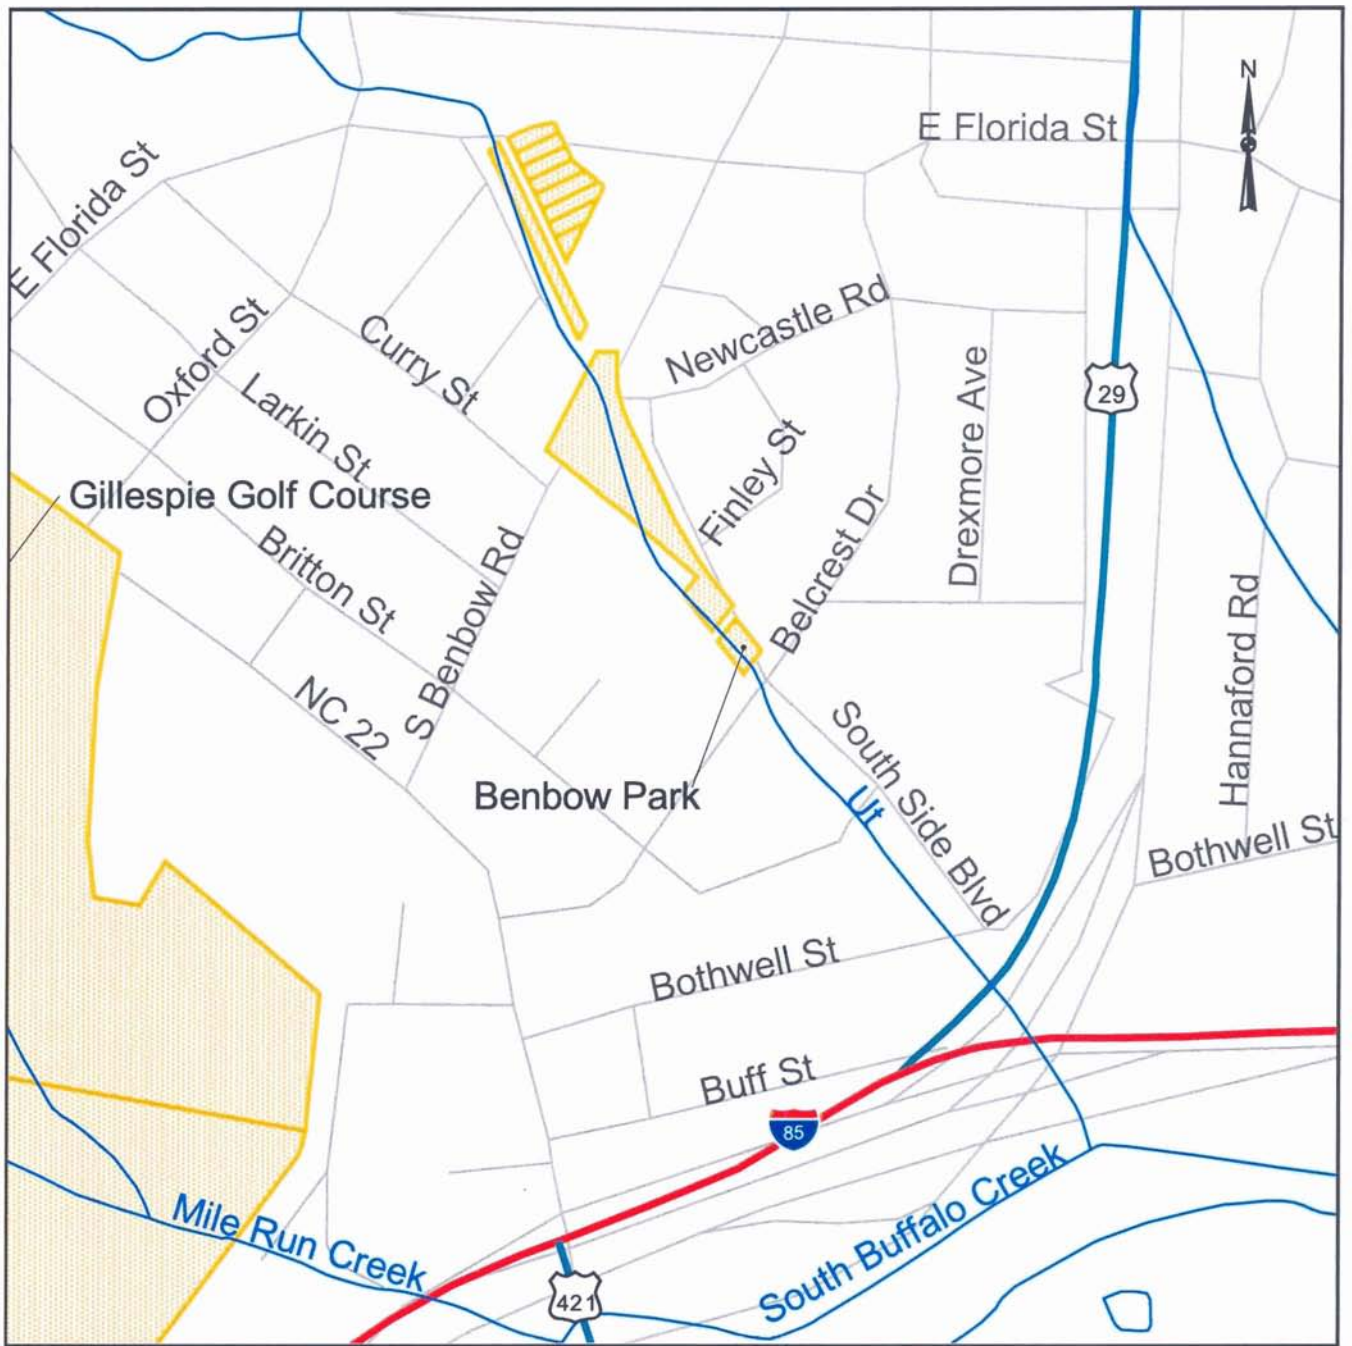 N
E Florida St
E Florida St
Newcastle Rd
Oxford St
Curry St
29
Drexmore Ave
Larkin St
Finley St
Gillespie Golf Course
Belcrest Dr
Britton St
S Benbow Rd
Hannaford Rd
NC 22
South Side Blvd
Benbow Park
Ut
Bothwell St
Bothwell St
Buff St
85
Mile Run Creek
South Buffalo Creek
421